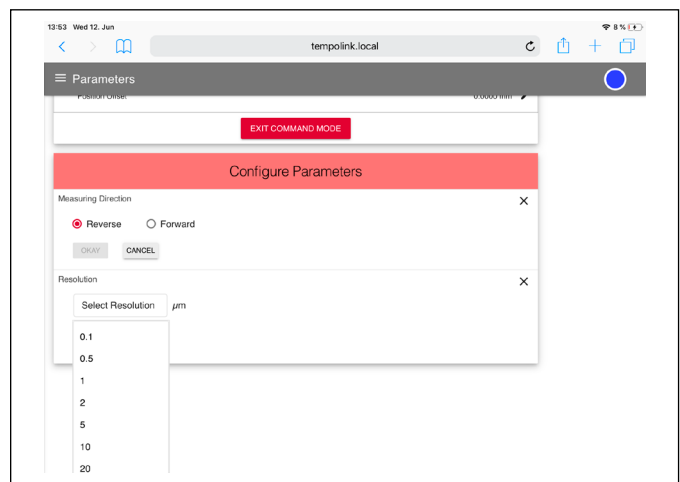 13:53 Wed 12. Jun
8 %
tempolink.local
Parameters
Position Offset
0.0000 mm
EXIT COMMAND MODE
Configure Parameters
Measuring Direction
Reverse
Forward
OKAY
CANCEL
Resolution
Select Resolution
µm
0.1
0.5
1
2
5
10
20